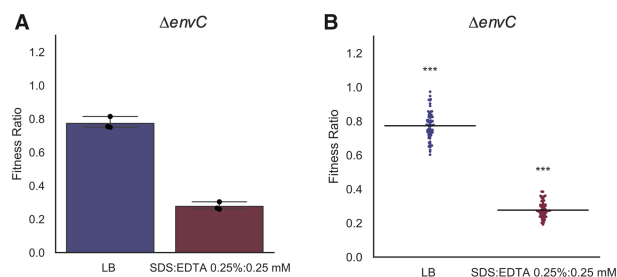 A
ΔenvC
Fitness Ratio
1.2
1.0
0.8
0.6
0.4
0.2
0.0
LB
SDS:EDTA 0.25%:0.25 mM
B
ΔenvC
Fitness Ratio
1.2
1.0
0.8
0.6
0.4
0.2
0.0
***
***
LB
SDS:EDTA 0.25%:0.25 mM